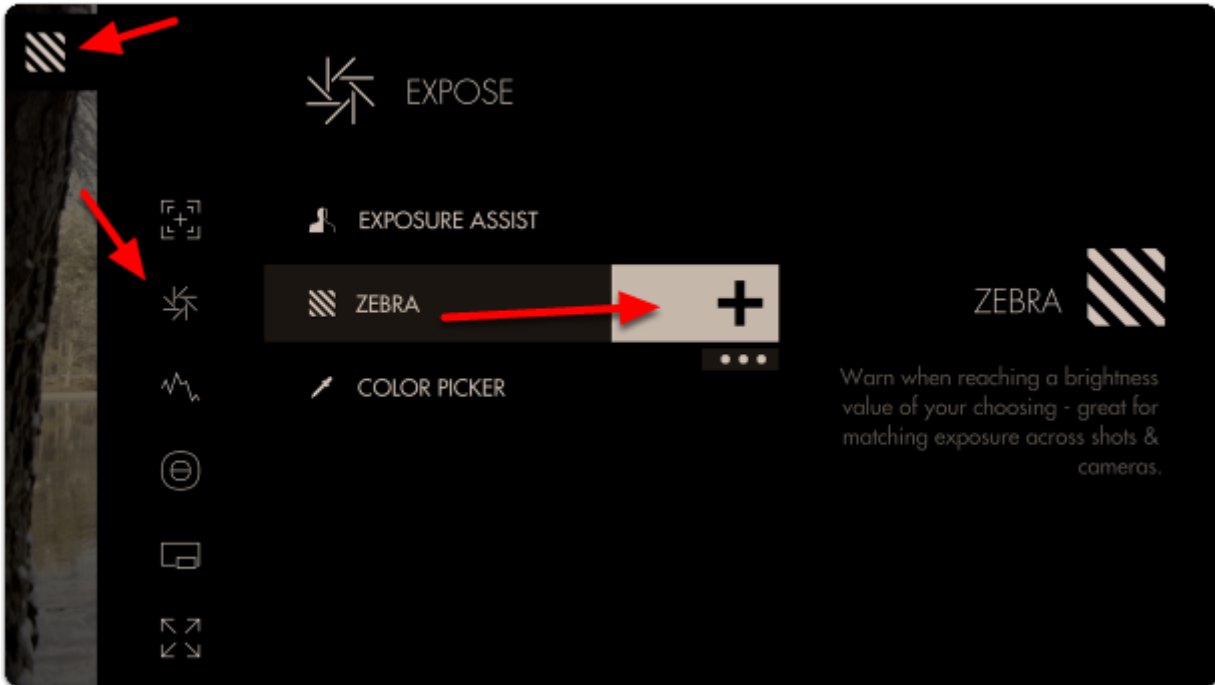 EXPOSE
EXPOSURE ASSIST
ZEBRA
COLOR PICKER
ZEBRA
Warn when reaching a brightness
value of your choosing - great for
matching exposure across shots &
cameras.